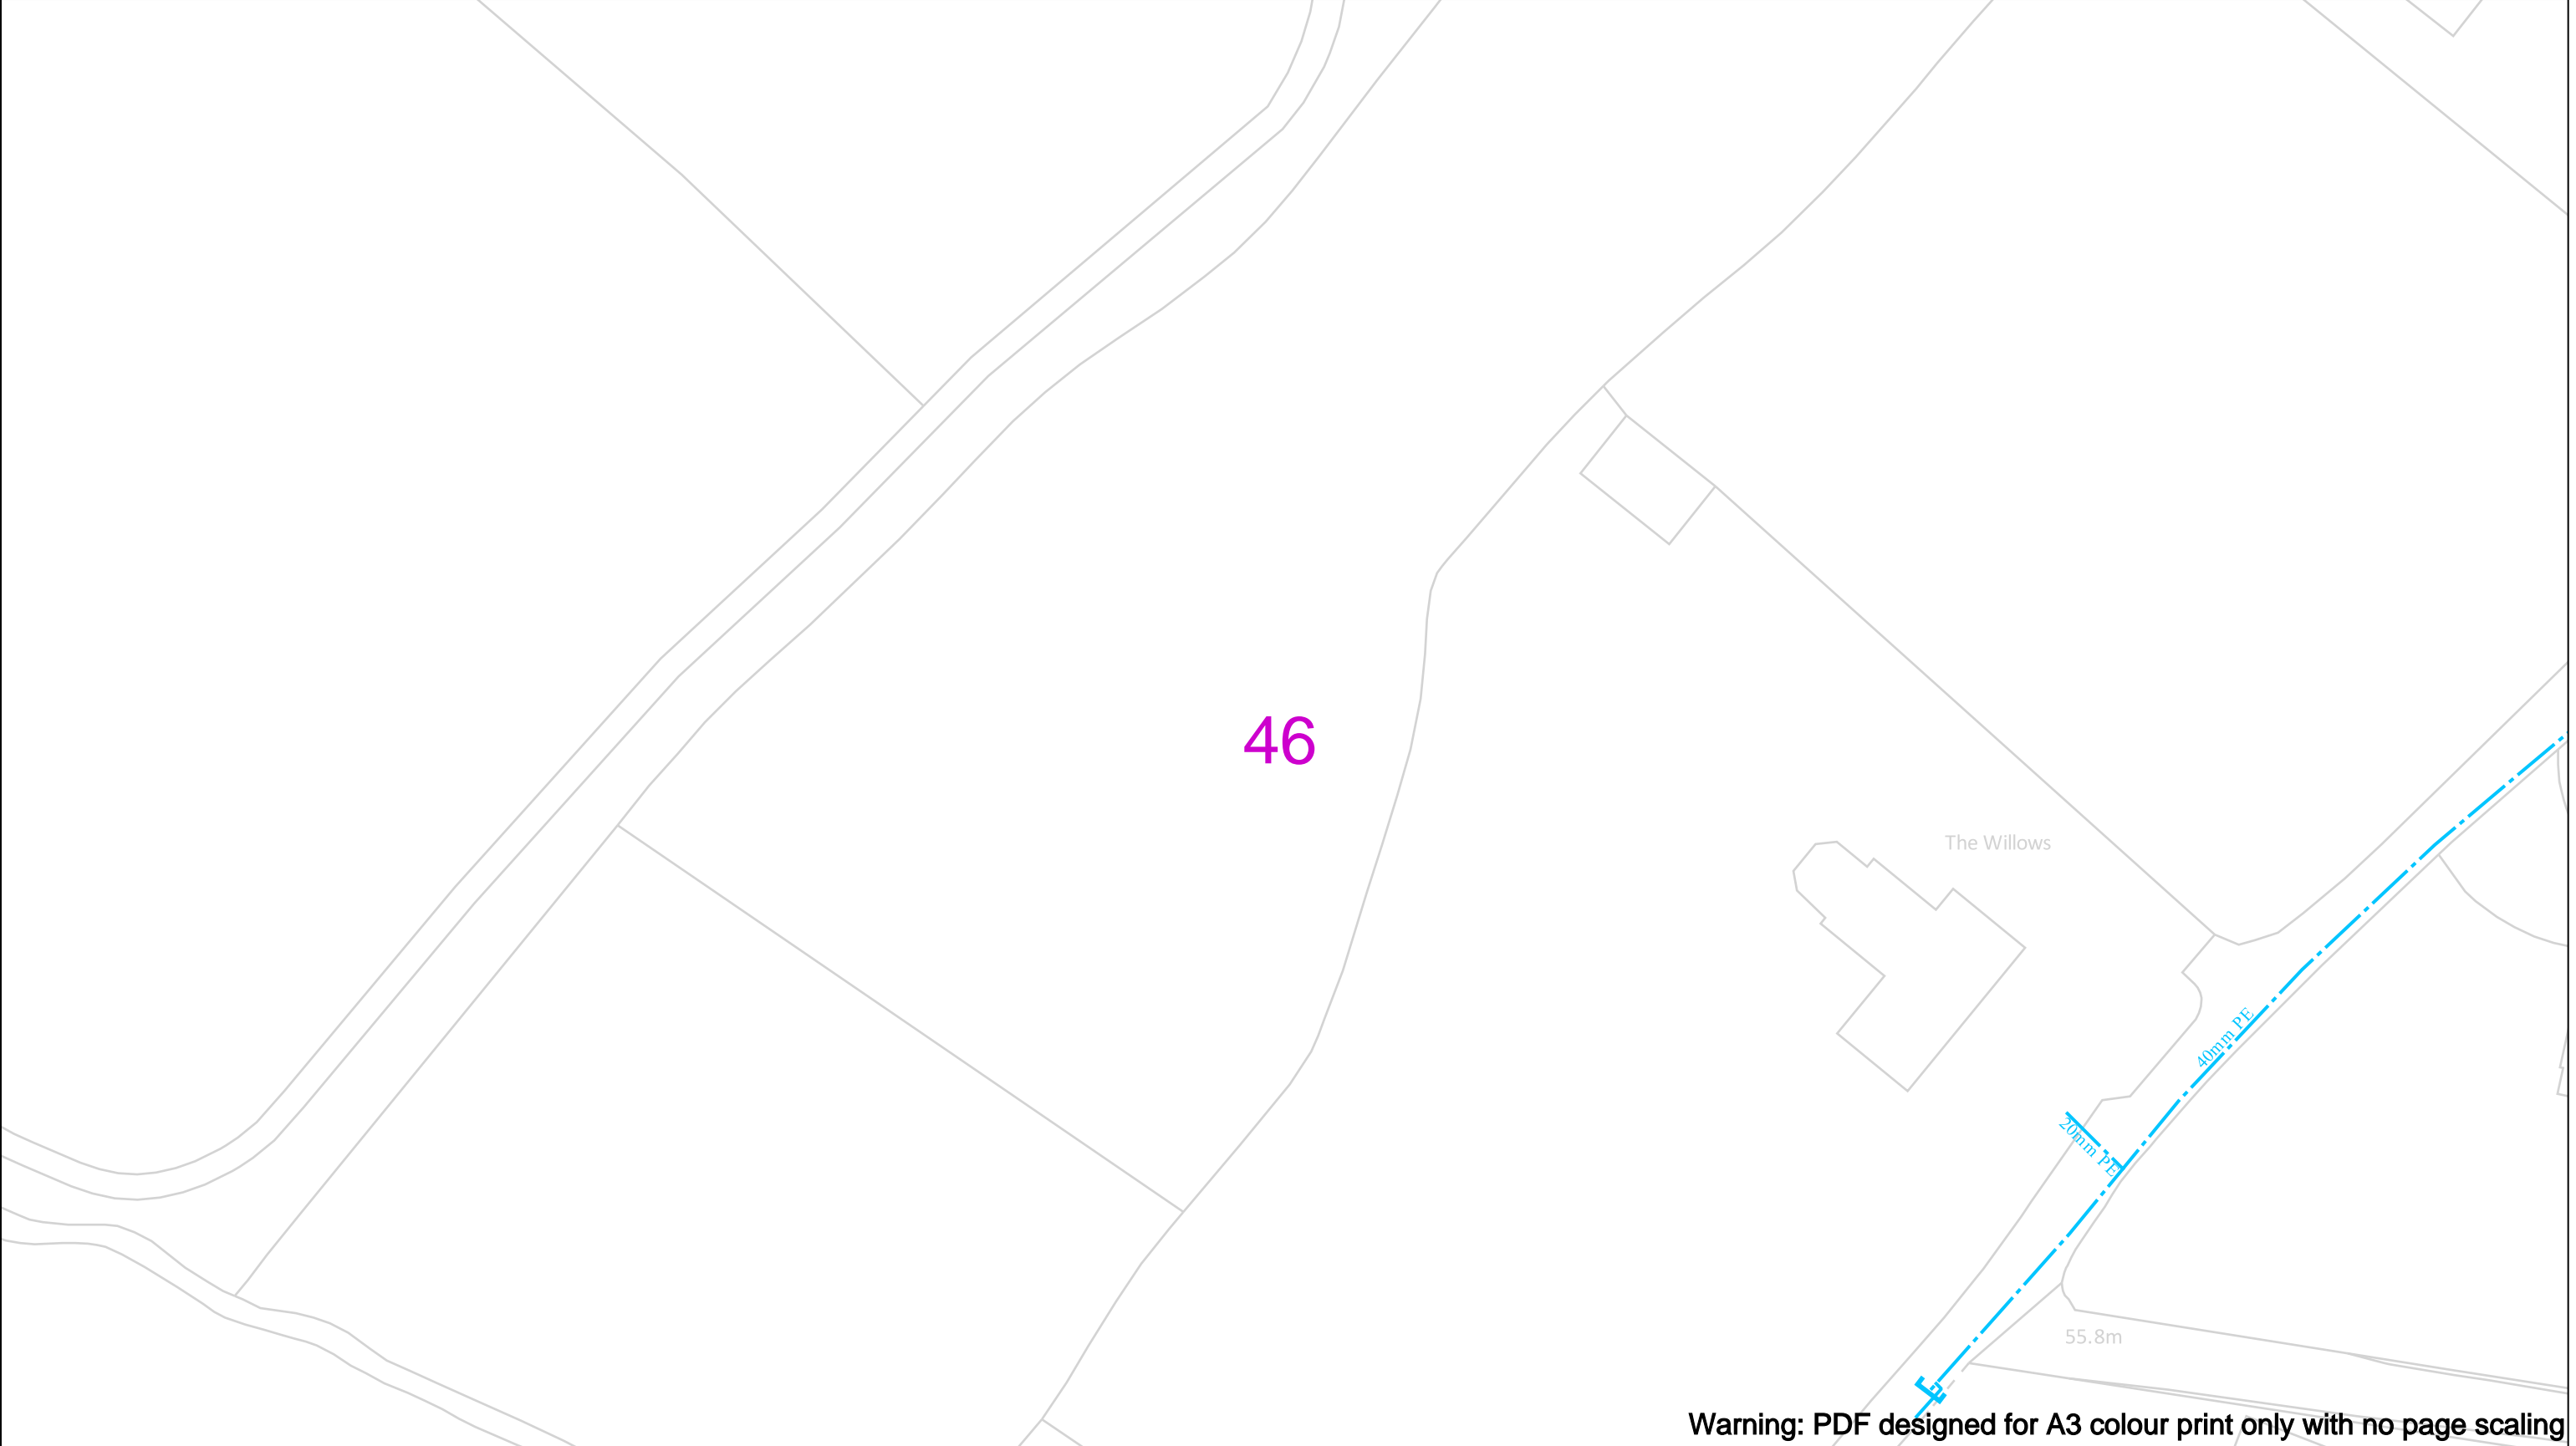 46
The Willows
40mm PE
20mm PE
55.8m
Warning: PDF designed for A3 colour print only with no page scaling